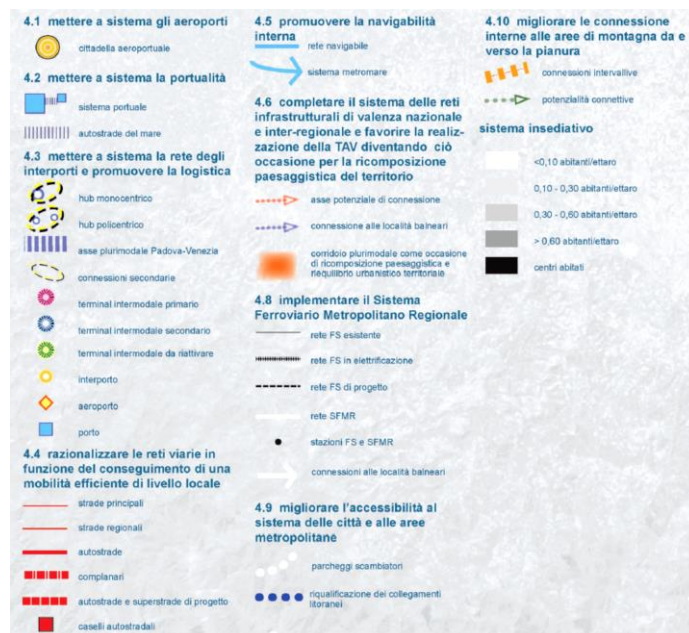 4.1 mettere a sistema gli aeroporti
cittadella aeroportuale
4.2 mettere a sistema la portualità
sistema portuale
autostrade del mare
4.3 mettere a sistema la rete degli
interporti e promuovere la logistica
hub monocentrico
hub policentrico
asse plurimodale Padova-Venezia
connessioni secondarie
terminal intermodale primario
terminal intermodale secondario
terminal intermodale da riattivare
interporto
aeroporto
porto
4.4 razionalizzare le reti viarie in
funzione del conseguimento di una
mobilità efficiente di livello locale
strade principali
strade regionali
autostrade
complanari
autostrade e superstrade di progetto
caselli autostradali
4.5 promuovere la navigabilità
interna
rete navigabile
sistema metromare
4.6 completare il sistema delle reti
infrastrutturali di valenza nazionale
e inter-regionale e favorire la realiz-
zazione della TAV diventando ciò
occasione per la ricomposizione
paesaggistica del territorio
asse potenziale di connessione
connessione alle località balneari
corridoio plurimodale come occasione
di ricomposizione paesaggistica e
riequilibrio urbanistico territoriale
4.8 implementare il Sistema
Ferroviario Metropolitano Regionale
rete FS esistente
rete FS in elettrificazione
rete FS di progetto
rete SFMR
stazioni FS e SFMR
connessioni alle località balneari
4.9 migliorare l'accessibilità al
sistema delle città e alle aree
metropolitane
parcheggi scambiatori
riqualificazione dei collegamenti
litoranei
4.10 migliorare le connessione
interne alle aree di montagna da e
verso la pianura
connessioni intervallive
potenzialità connettive
sistema insediativo
<0,10 abitanti/ettaro
0,10 - 0,30 abitanti/ettaro
0,30 - 0,60 abitanti/ettaro
> 0,60 abitanti/ettaro
centri abitati